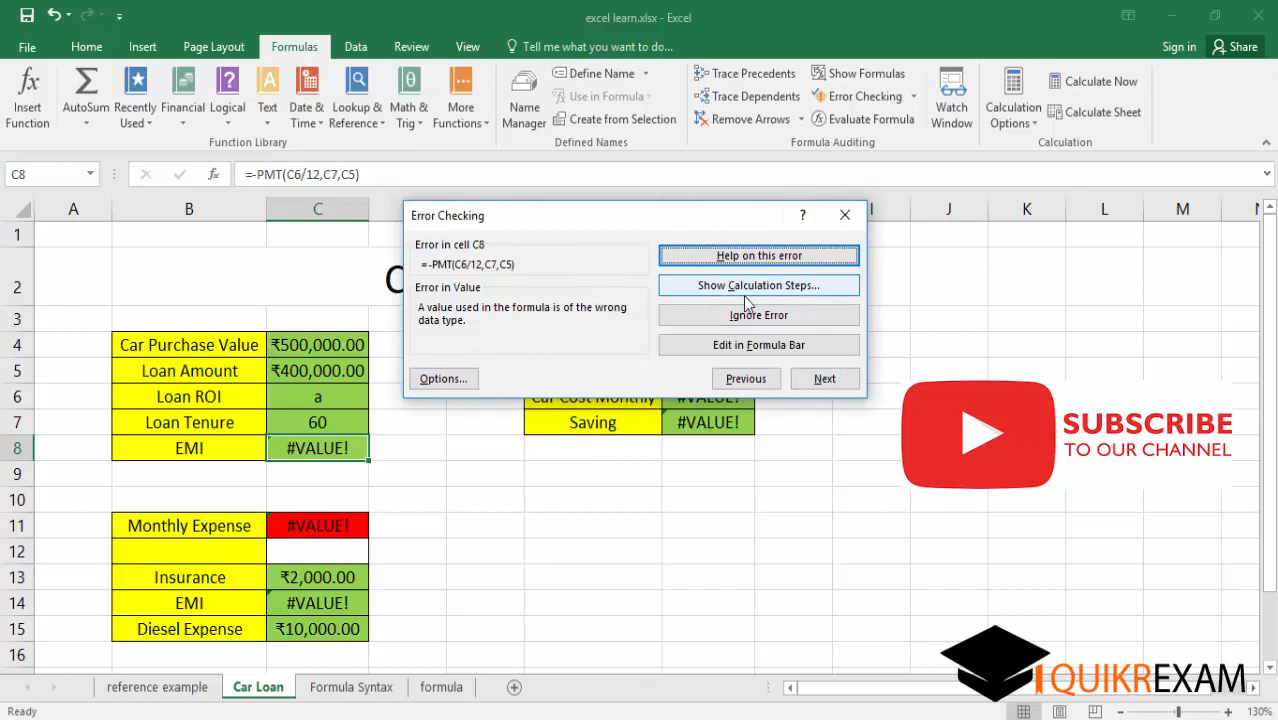 excel learn.xlsx - Excel
File Home Insert Page Layout Formulas Data Review View Tell me what you want to do... Sign in Share
Insert Function
AutoSum
Recently Used
Financial
Logical
Text
Date & Time
Lookup & Reference
Math & Trig
More Functions
Function Library
Name Manager
Define Name
Use in Formula
Create from Selection
Defined Names
Trace Precedents
Trace Dependents
Remove Arrows
Show Formulas
Error Checking
Evaluate Formula
Formula Auditing
Watch Window
Calculation Options
Calculate Now
Calculate Sheet
Calculation
C8 fx =-PMT(C6/12,C7,C5)
A B C I J K L M N
1
2 C
3
4 Car Purchase Value ₹500,000.00
5 Loan Amount ₹400,000.00
6 Loan ROI a Car Cost Monthly #VALUE!
7 Loan Tenure 60 Saving #VALUE!
8 EMI #VALUE!
9
10
11 Monthly Expense #VALUE!
12
13 Insurance ₹2,000.00
14 EMI #VALUE!
15 Diesel Expense ₹10,000.00
16
Error Checking ?
Error in cell C8
=-PMT(C6/12,C7,C5)
Error in Value
A value used in the formula is of the wrong
data type.
Help on this error
Show Calculation Steps...
Ignore Error
Edit in Formula Bar
Options... Previous Next
SUBSCRIBE
TO OUR CHANNEL
QUIKREXAM
reference example Car Loan Formula Syntax formula
Ready 130%